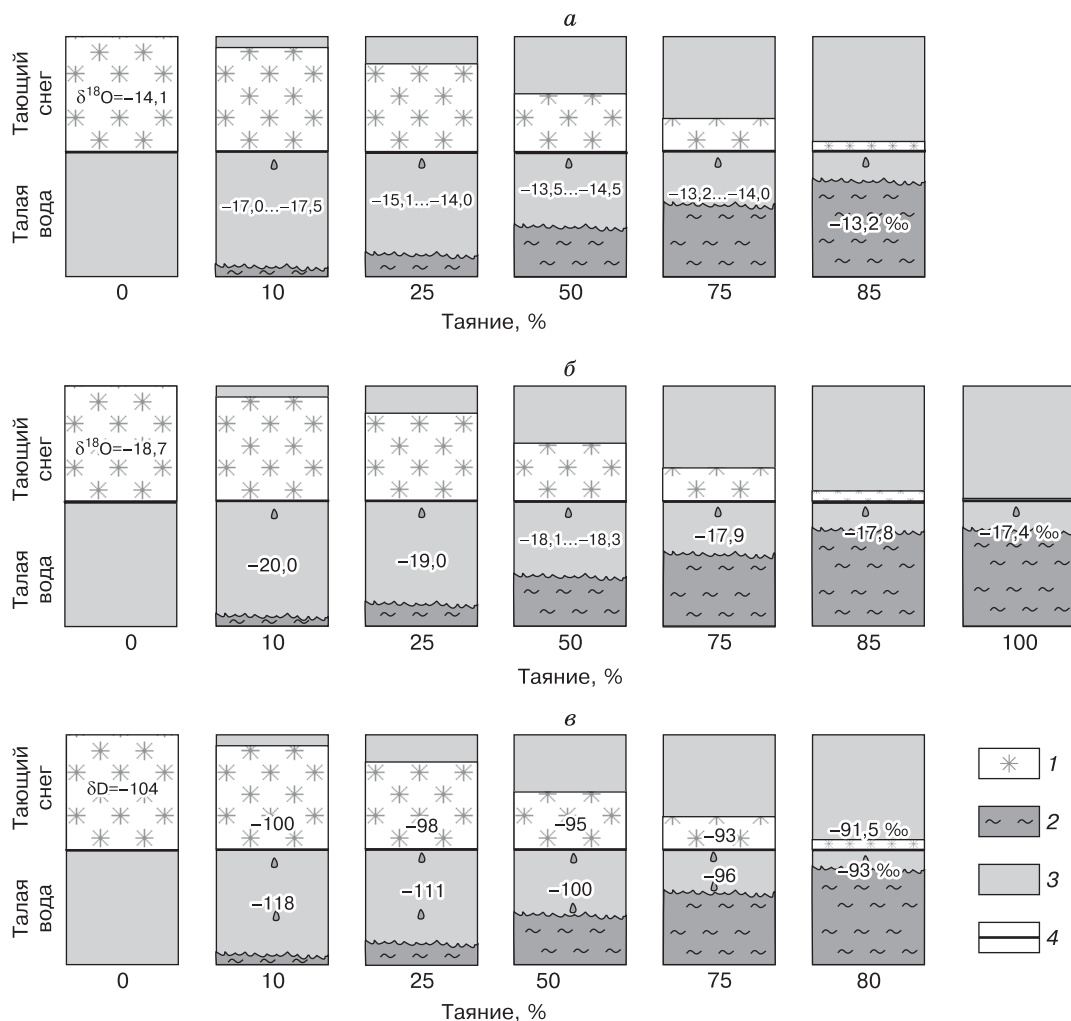 а
Тающий
снег
Талая
вода
δ¹⁸O=–14,1
–17,0...–17,5
–15,1...–14,0
–13,5...–14,5
–13,2...–14,0
–13,2 ‰
0 10 25 50 75 85
Таяние, %
б
Тающий
снег
Талая
вода
δ¹⁸O=–18,7
–20,0
–19,0
–18,1...–18,3
–17,9
–17,8
–17,4 ‰
0 10 25 50 75 85 100
Таяние, %
в
Тающий
снег
Талая
вода
δD=–104
–100
–98
–95
–93
–91,5 ‰
–118
–111
–100
–96
–93 ‰
0 10 25 50 75 80
Таяние, %
1
2
3
4